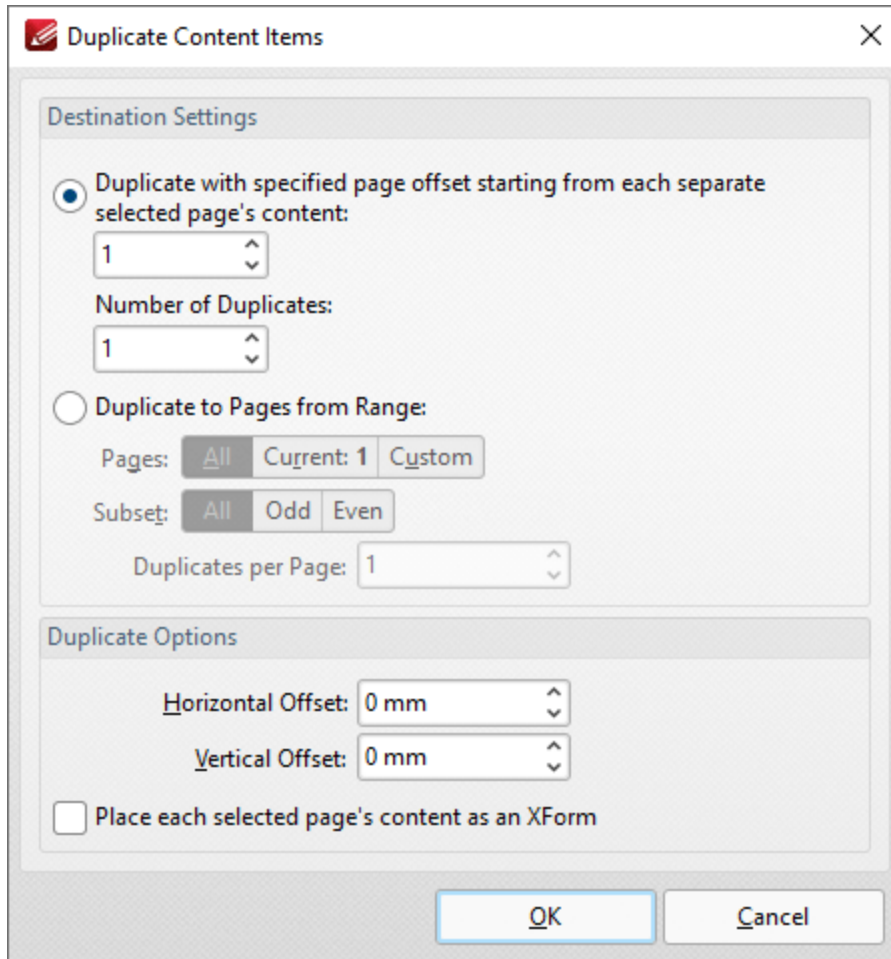 Duplicate Content Items
Destination Settings
Duplicate with specified page offset starting from each separate
selected page's content:
1
Number of Duplicates:
1
Duplicate to Pages from Range:
Pages: All Current: 1 Custom
Subset: All Odd Even
Duplicates per Page: 1
Duplicate Options
Horizontal Offset: 0 mm
Vertical Offset: 0 mm
Place each selected page's content as an XForm
OK Cancel